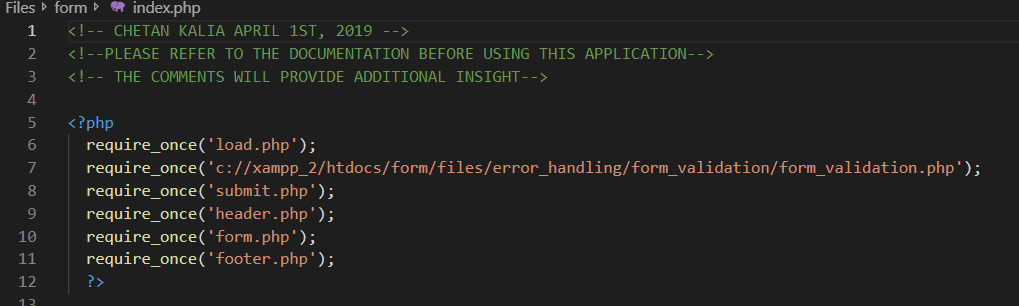 Files form index.php
1 <!-- CHETAN KALIA APRIL 1ST, 2019 -->
2 <!--PLEASE REFER TO THE DOCUMENTATION BEFORE USING THIS APPLICATION-->
3 <!-- THE COMMENTS WILL PROVIDE ADDITIONAL INSIGHT-->
4
5 <?php
6 require_once('load.php');
7 require_once('c://xampp_2/htdocs/form/files/error_handling/form_validation/form_validation.php');
8 require_once('submit.php');
9 require_once('header.php');
10 require_once('form.php');
11 require_once('footer.php');
12 ?>
13